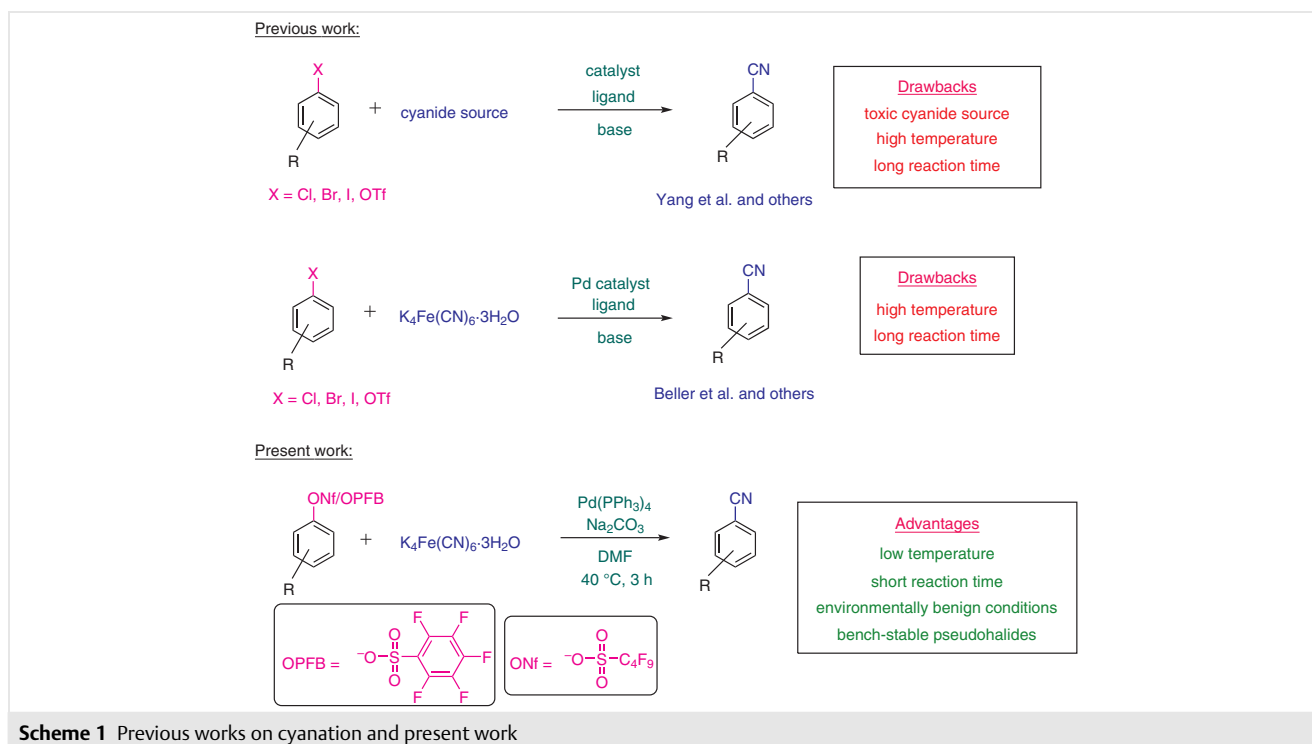 Previous work:
X
R
X = Cl, Br, I, OTf
+
cyanide source
catalyst
ligand
base
CN
R
Yang et al. and others
Drawbacks
toxic cyanide source
high temperature
long reaction time
X
R
X = Cl, Br, I, OTf
+
K₄Fe(CN)₆·3H₂O
Pd catalyst
ligand
base
CN
R
Beller et al. and others
Drawbacks
high temperature
long reaction time
Present work:
ONf/OPFB
R
+
K₄Fe(CN)₆·3H₂O
Pd(PPh₃)₄
Na₂CO₃
DMF
40 °C, 3 h
CN
R
Advantages
low temperature
short reaction time
environmentally benign conditions
bench-stable pseudohalides
OPFB =
O
⁻O S
O
F F
F
F F
ONf =
O
⁻O–S–C₄F₉
O
Scheme 1 Previous works on cyanation and present work